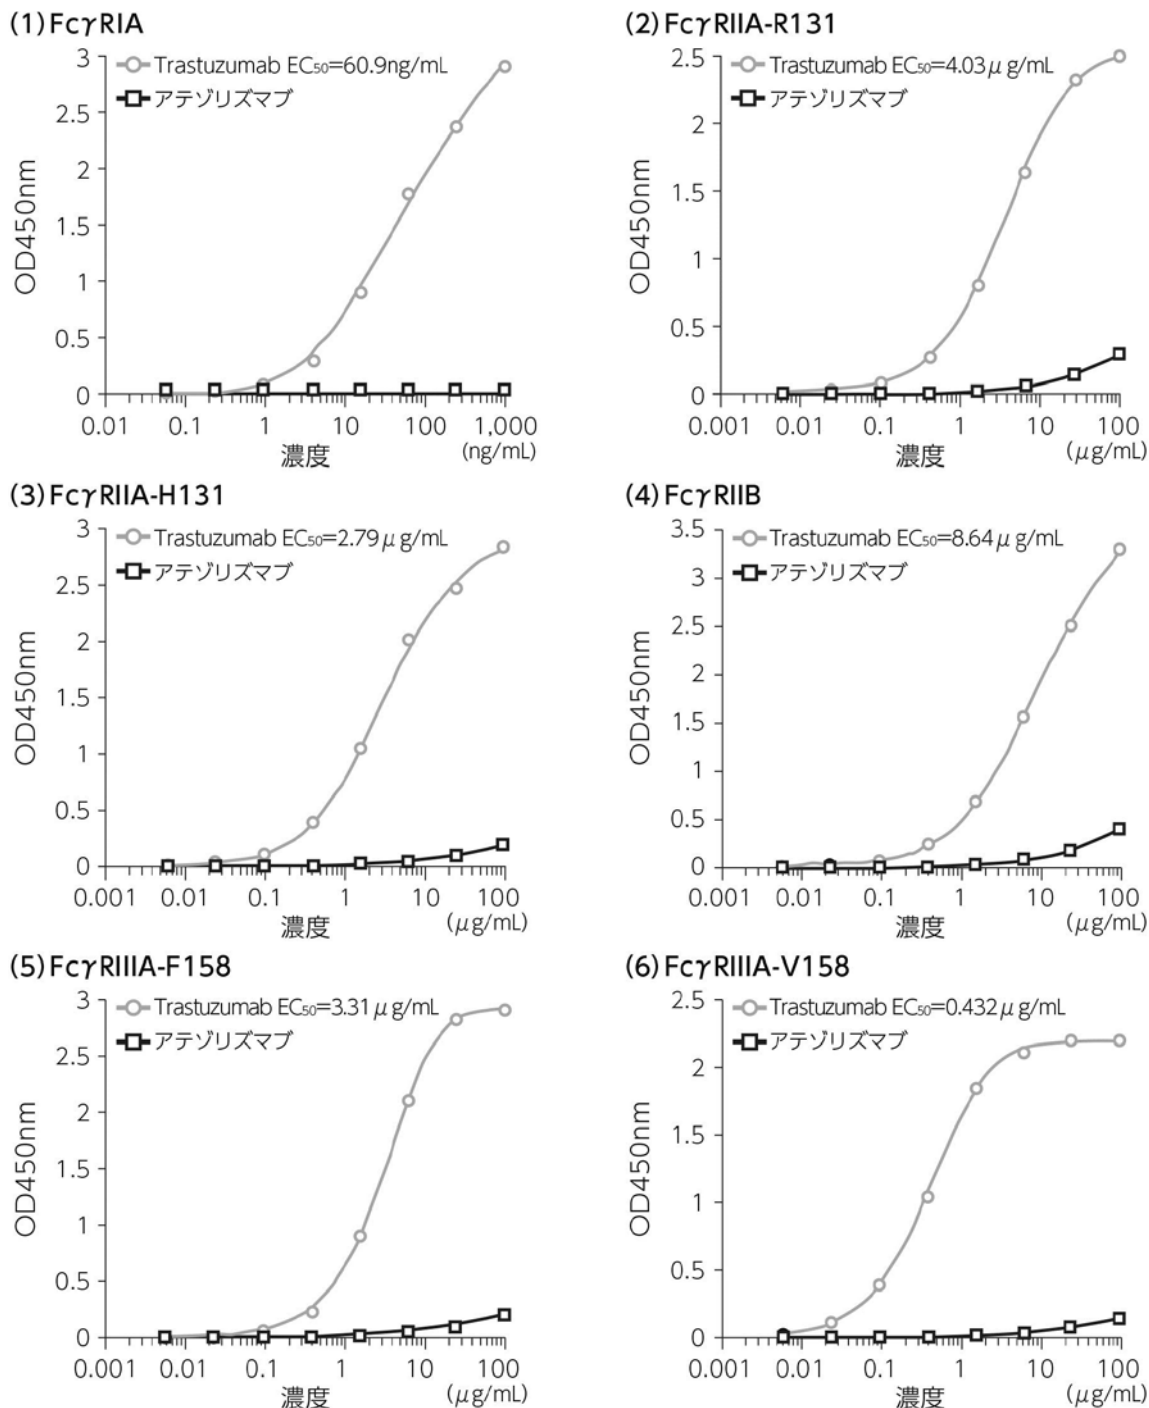 (1) FcγRIA
3
Trastuzumab EC₅₀=60.9ng/mL
アテゾリズマブ
2.5
2
1.5
1
0.5
0
OD450nm
0.01 0.1 1 10 100 1,000
濃度 (ng/mL)
(2) FcγRIIA-R131
2.5
Trastuzumab EC₅₀=4.03μg/mL
アテゾリズマブ
2
1.5
1
0.5
0
OD450nm
0.001 0.01 0.1 1 10 100
濃度 (μg/mL)
(3) FcγRIIA-H131
3
Trastuzumab EC₅₀=2.79μg/mL
アテゾリズマブ
2.5
2
1.5
1
0.5
0
OD450nm
0.001 0.01 0.1 1 10 100
濃度 (μg/mL)
(4) FcγRIIB
3.5
Trastuzumab EC₅₀=8.64μg/mL
アテゾリズマブ
3
2.5
2
1.5
1
0.5
0
OD450nm
0.001 0.01 0.1 1 10 100
濃度 (μg/mL)
(5) FcγRIIIA-F158
3
Trastuzumab EC₅₀=3.31μg/mL
アテゾリズマブ
2.5
2
1.5
1
0.5
0
OD450nm
0.001 0.01 0.1 1 10 100
濃度 (μg/mL)
(6) FcγRIIIA-V158
2.5
Trastuzumab EC₅₀=0.432μg/mL
アテゾリズマブ
2
1.5
1
0.5
0
OD450nm
0.001 0.01 0.1 1 10 100
濃度 (μg/mL)